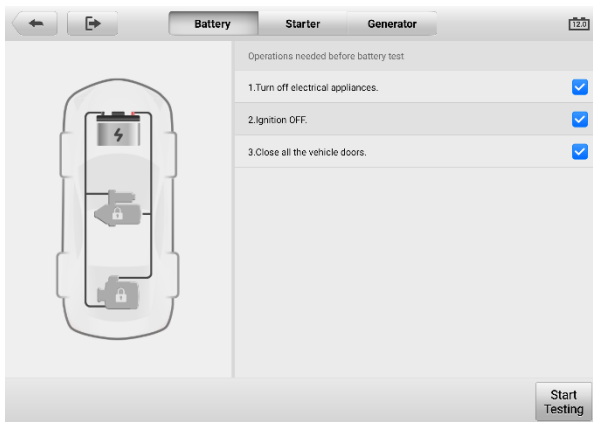 Battery
Starter
Generator
12.0
Operations needed before battery test
1.Turn off electrical appliances.
2.Ignition OFF.
3.Close all the vehicle doors.
Start
Testing